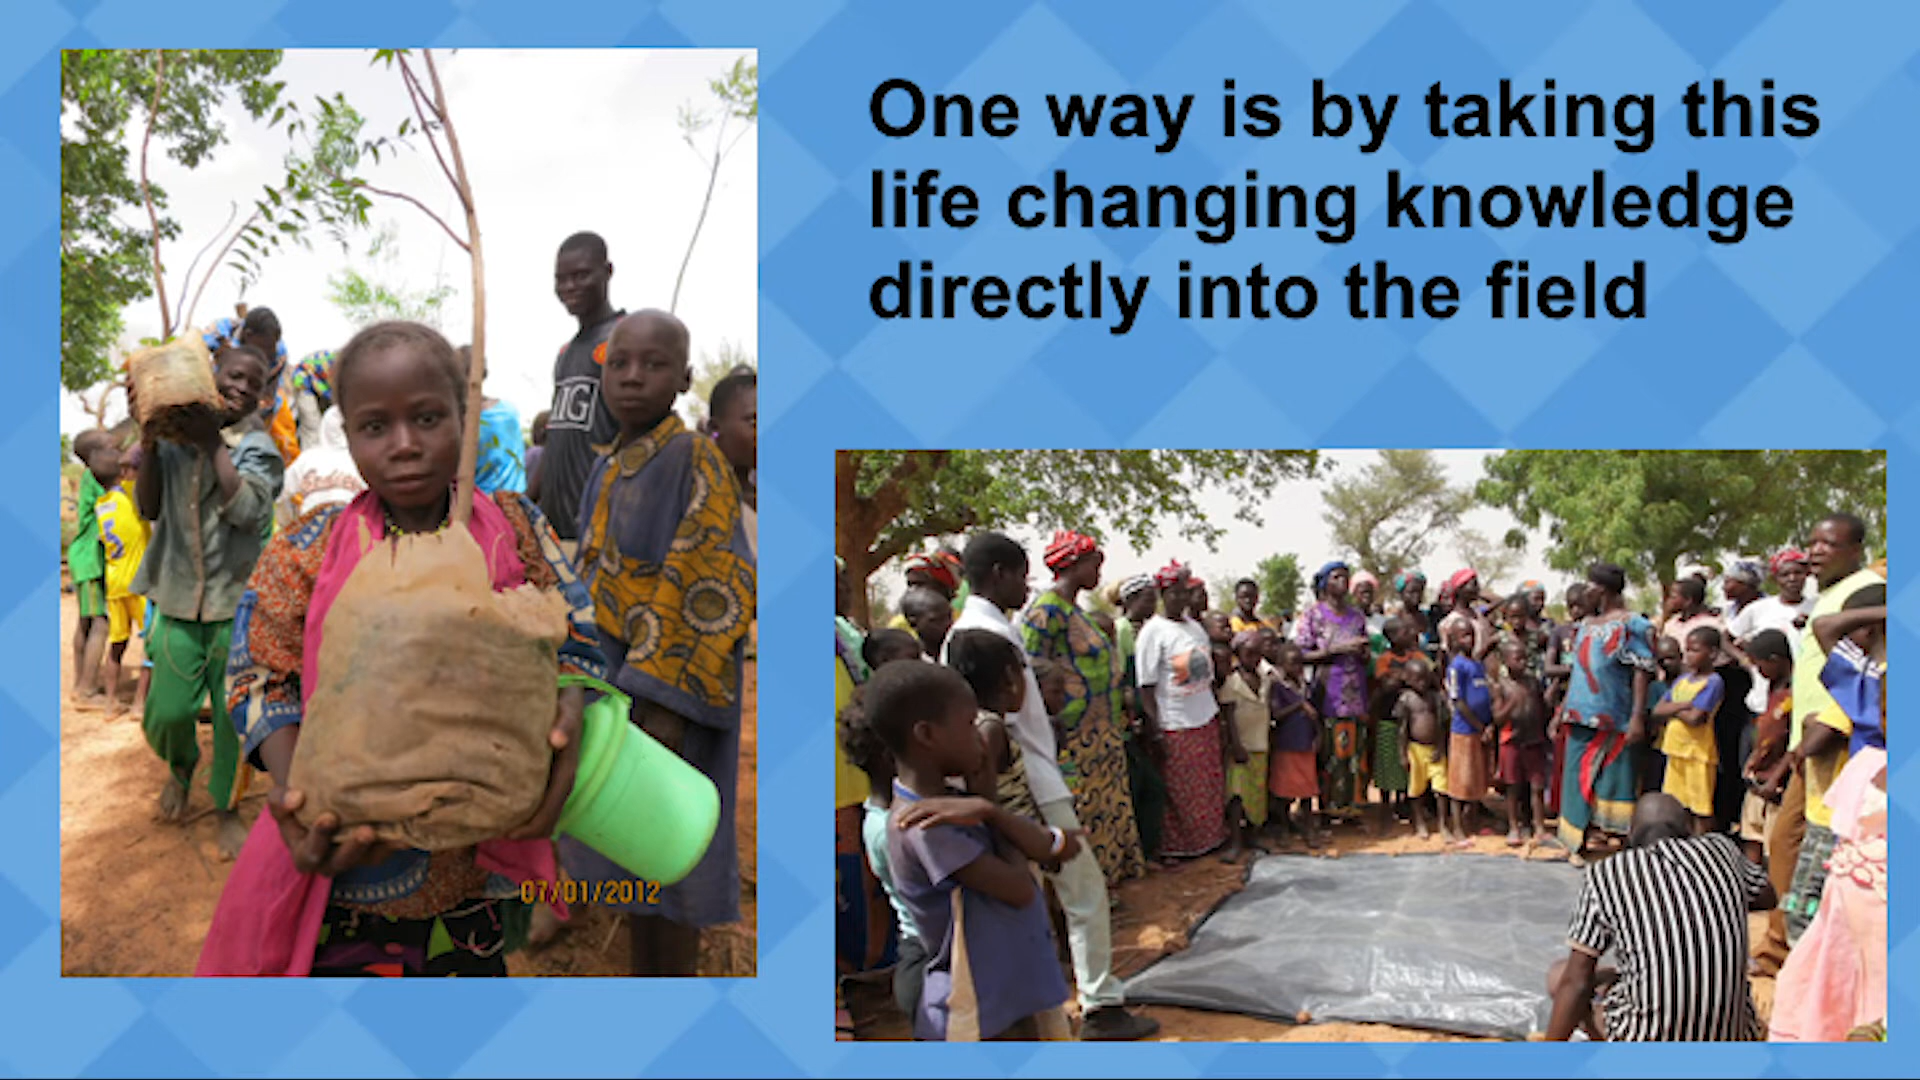 One way is by taking this
life changing knowledge
directly into the field
07/01/2012